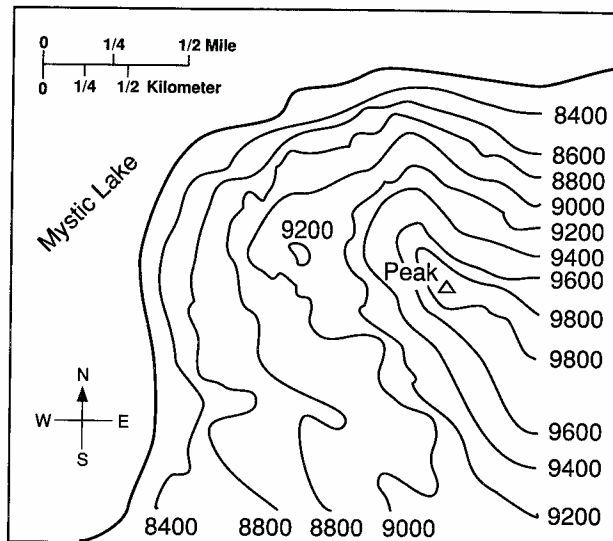 0 1/4 1/2 Mile
0 1/4 1/2 Kilometer
Mystic Lake
8400
8600
8800
9000
9200
9200
9400
9600
Peak
9800
9800
N
W E
S
9600
9400
9200
8400 8800 8800 9000